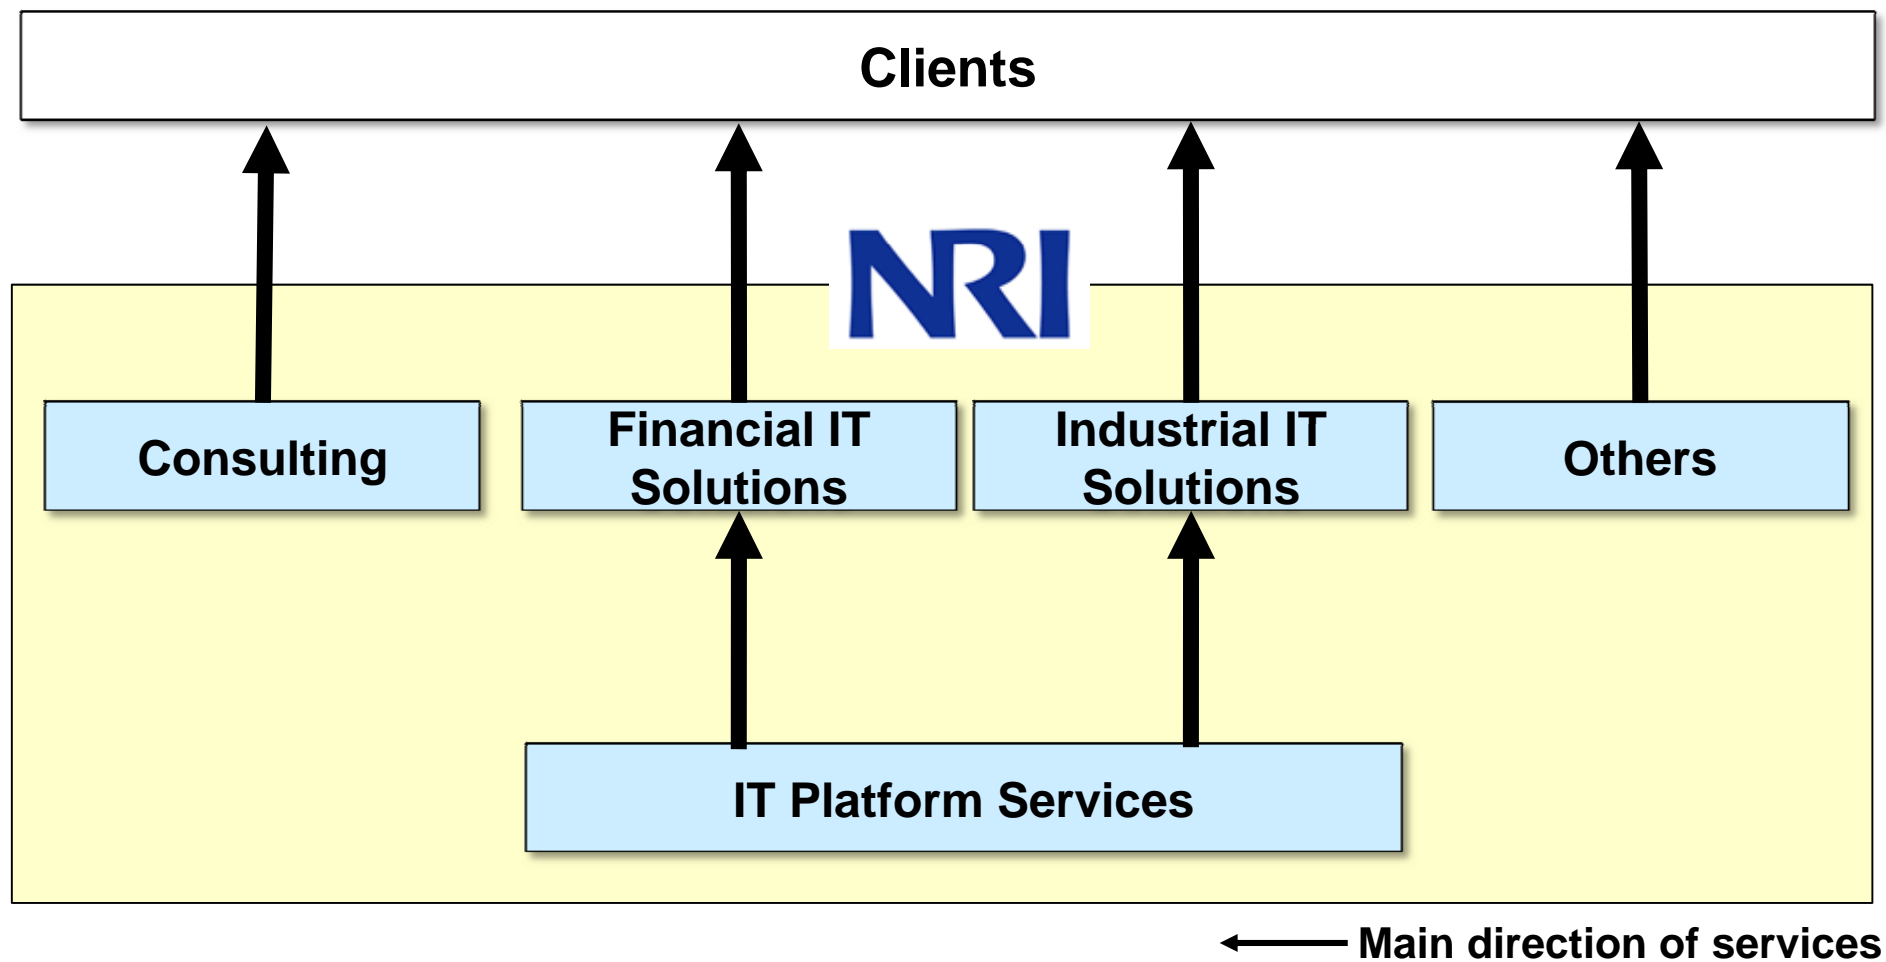 Clients
NRI
Consulting
Financial IT
Solutions
Industrial IT
Solutions
Others
IT Platform Services
Main direction of services